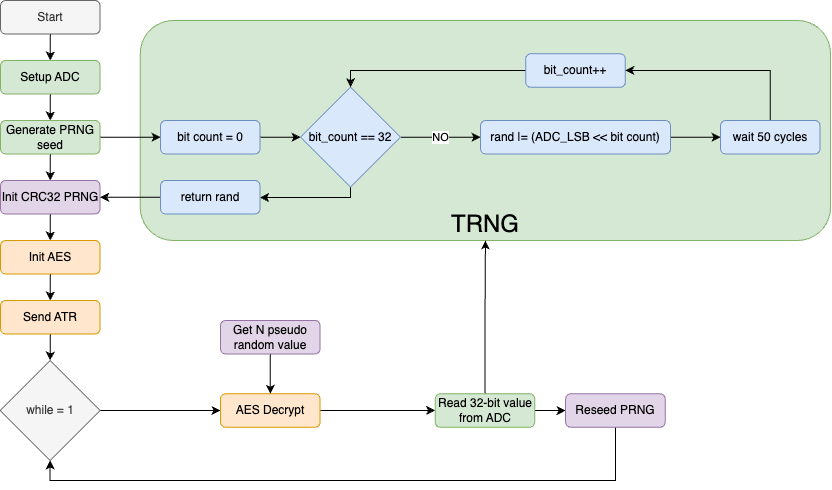 Start
Setup ADC
Generate PRNG
seed
bit count = 0
bit_count == 32
NO
rand |= (ADC_LSB << bit count)
wait 50 cycles
bit_count++
Init CRC32 PRNG
return rand
TRNG
Init AES
Send ATR
Get N pseudo
random value
while = 1
AES Decrypt
Read 32-bit value
from ADC
Reseed PRNG